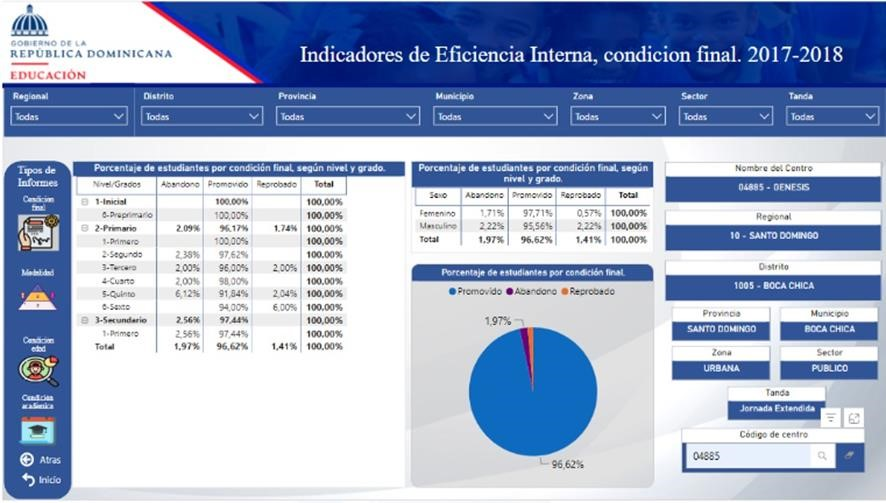 GOBIERNO DE LA
REPÚBLICA DOMINICANA
EDUCACIÓN
Indicadores de Eficiencia Interna, condicion final. 2017-2018
Regional Distrito Provincia Municipio Zona Sector Tanda
Todas Todas Todas Todas Todas Todas Todas
Tipos de
Informes
Condición
final
Modalidad
Condición
edad
Condición
académica
Atras
Inicio
Porcentaje de estudiantes por condición final, según nivel y grado.
Nivel/Grados Abandono Promovido Reprobado Total
1-Inicial 100,00% 100,00%
6-Preprimario 100,00% 100,00%
2-Primario 2,09% 96,17% 1,74% 100,00%
1-Primero 100,00% 100,00%
2-Segundo 2,38% 97,62% 100,00%
3-Tercero 2,00% 96,00% 2,00% 100,00%
4-Cuarto 2,00% 98,00% 100,00%
5-Quinto 6,12% 91,84% 2,04% 100,00%
6-Sexto 94,00% 6,00% 100,00%
3-Secundario 2,56% 97,44% 100,00%
1-Primero 2,56% 97,44% 100,00%
Total 1,97% 96,62% 1,41% 100,00%
Porcentaje de estudiantes por condición final, según
nivel y grado.
Sexo Abandono Promovido Reprobado Total
Femenino 1,71% 97,71% 0,57% 100,00%
Masculino 2,22% 95,56% 2,22% 100,00%
Total 1,97% 96,62% 1,41% 100,00%
Porcentaje de estudiantes por condición final.
Promovido Abandono Reprobado
1,97%
96,62%
Nombre del Centro
04885 - GENESIS
Regional
10 - SANTO DOMINGO
Distrito
1005 - BOCA CHICA
Provincia Municipio
SANTO DOMINGO BOCA CHICA
Zona Sector
URBANA PUBLICO
Tanda
Jornada Extendida
Código de centro
04885